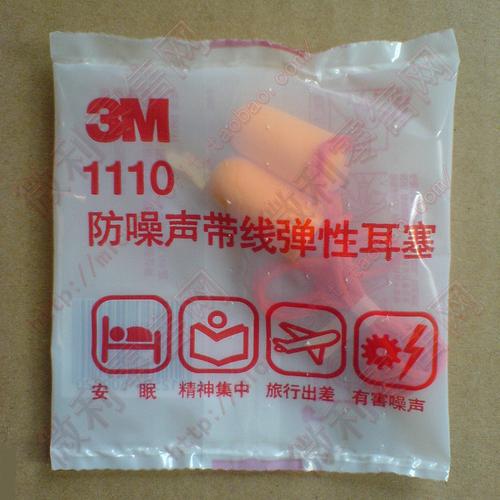 3M
1110
防噪声带线弹性耳塞
安 眠
精神集中
旅行出差
有害噪声